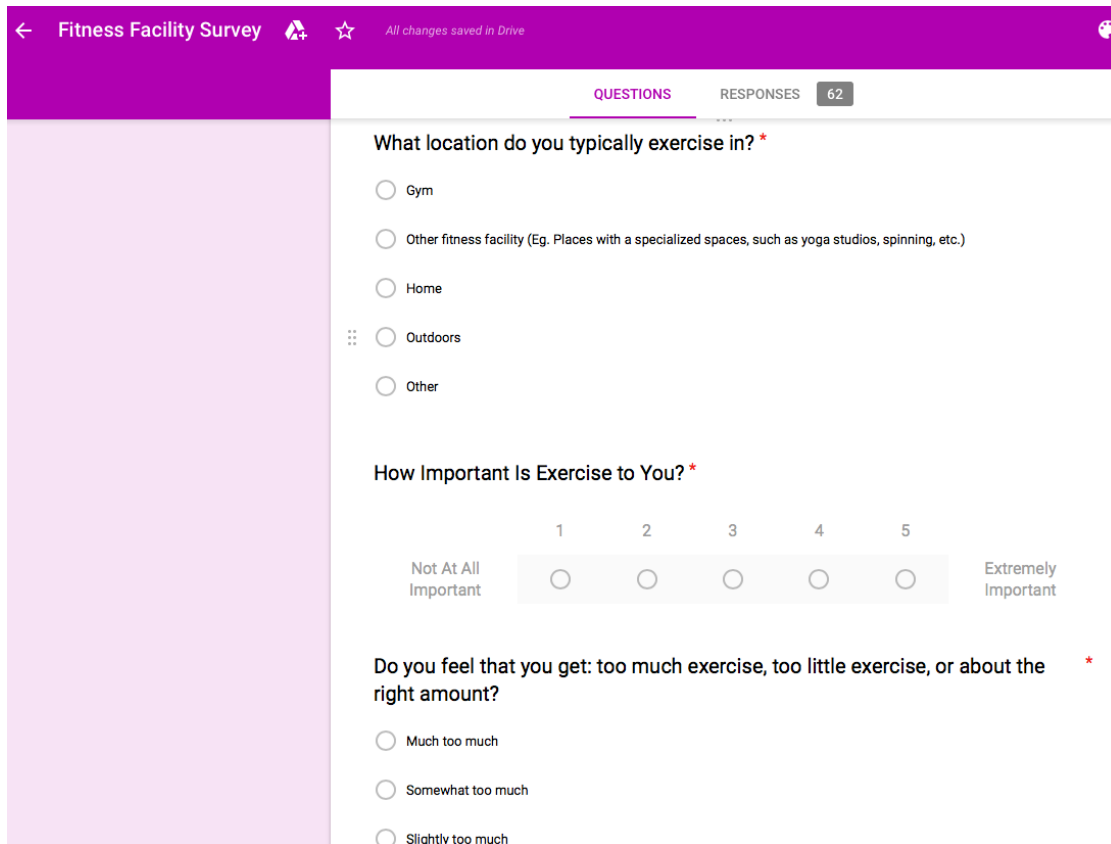 Fitness Facility Survey
All changes saved in Drive
QUESTIONS
RESPONSES 62
What location do you typically exercise in? *
Gym
Other fitness facility (Eg. Places with a specialized spaces, such as yoga studios, spinning, etc.)
Home
Outdoors
Other
How Important Is Exercise to You? *
1 2 3 4 5
Not At All
Important
Extremely
Important
Do you feel that you get: too much exercise, too little exercise, or about the *
right amount?
Much too much
Somewhat too much
Slightly too much